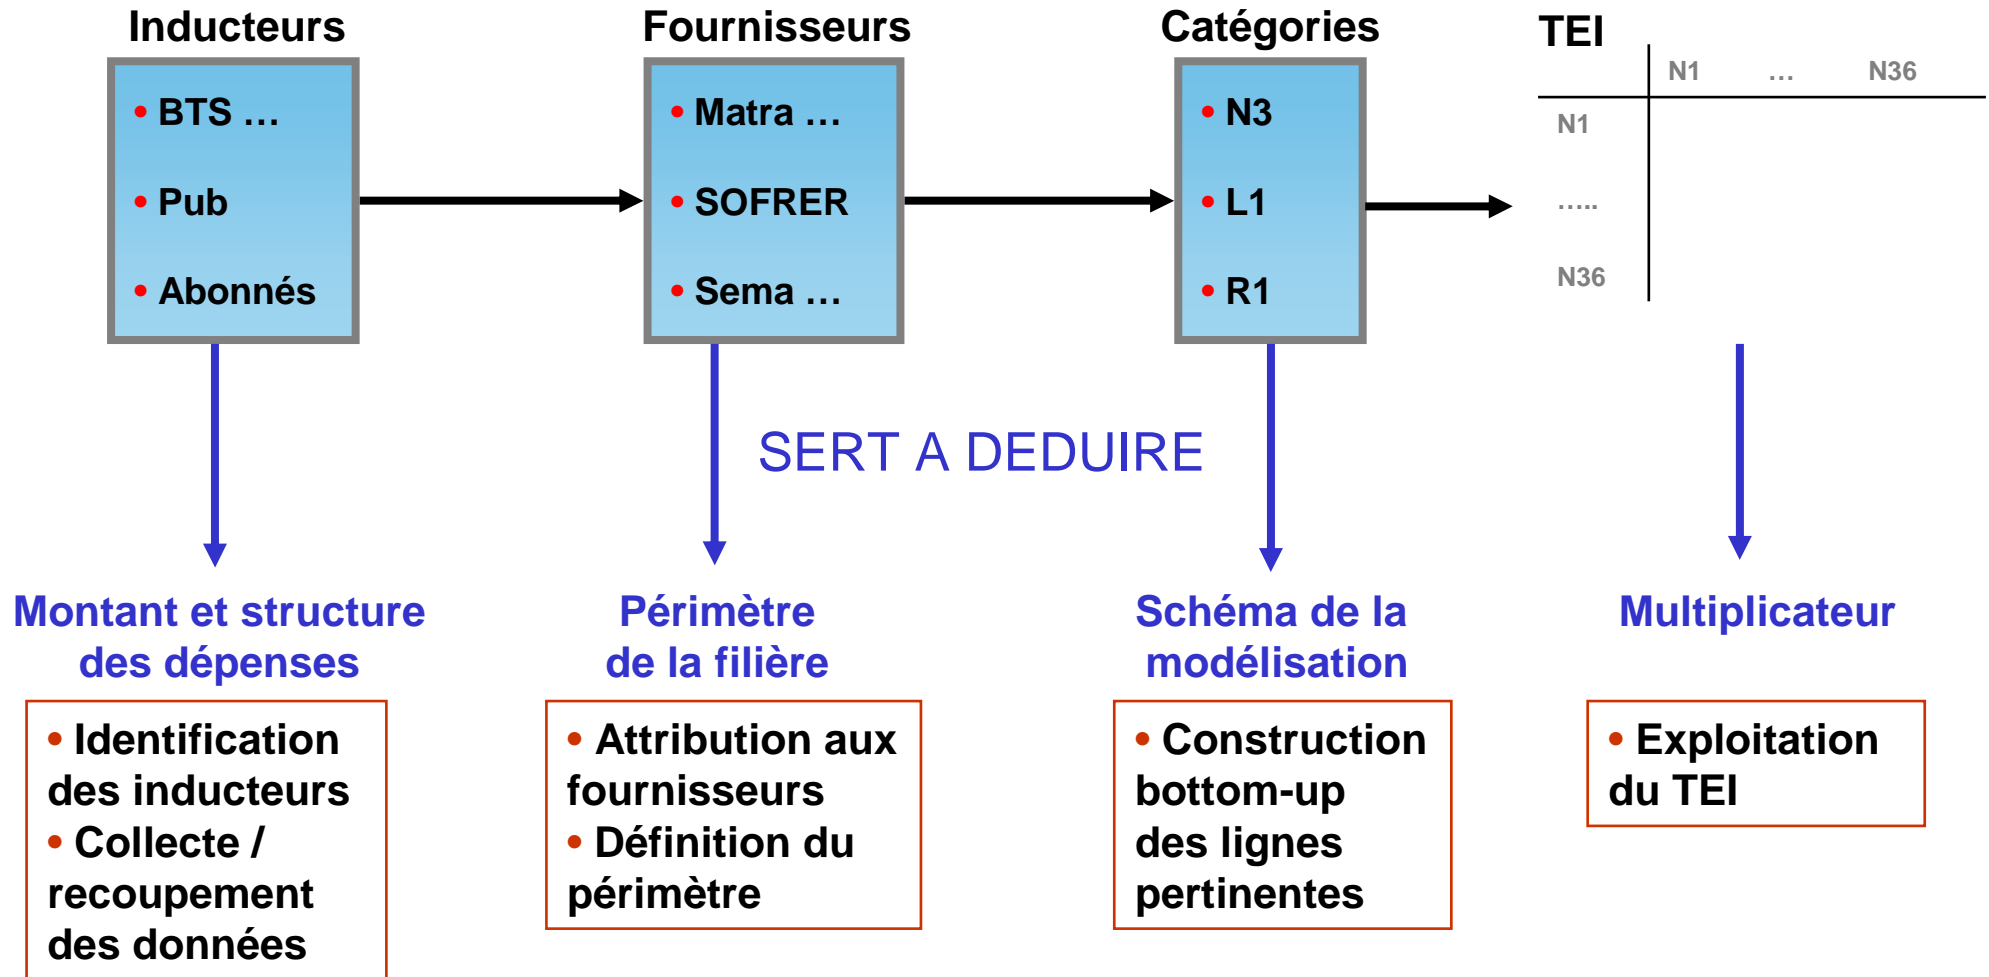 Inducteurs
• BTS …
• Pub
• Abonnés
Fournisseurs
• Matra …
• SOFRER
• Sema …
Catégories
• N3
• L1
• R1
TEI
N1 … N36
N1
…..
N36
SERT A DEDUIRE
Montant et structure
des dépenses
• Identification
des inducteurs
• Collecte /
recoupement
des données
Périmètre
de la filière
• Attribution aux
fournisseurs
• Définition du
périmètre
Schéma de la
modélisation
• Construction
bottom-up
des lignes
pertinentes
Multiplicateur
• Exploitation
du TEI